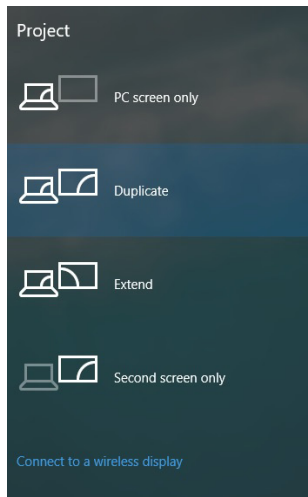 Project
PC screen only
Duplicate
Extend
Second screen only
Connect to a wireless display